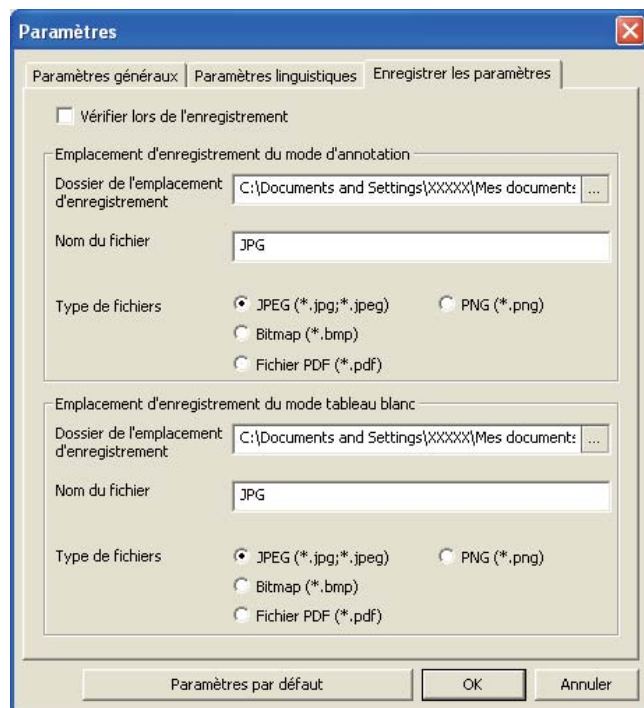 Paramètres
Paramètres généraux Paramètres linguistiques Enregistrer les paramètres
Vérifier lors de l'enregistrement
Emplacement d'enregistrement du mode d'annotation
Dossier de l'emplacement
d'enregistrement
C:\Documents and Settings\XXXXX\Mes documents
...
Nom du fichier
JPG
Type de fichiers
JPEG (*.jpg;*.jpeg) PNG (*.png)
Bitmap (*.bmp)
Fichier PDF (*.pdf)
Emplacement d'enregistrement du mode tableau blanc
Dossier de l'emplacement
d'enregistrement
C:\Documents and Settings\XXXXX\Mes documents
...
Nom du fichier
JPG
Type de fichiers
JPEG (*.jpg;*.jpeg) PNG (*.png)
Bitmap (*.bmp)
Fichier PDF (*.pdf)
Paramètres par défaut OK Annuler